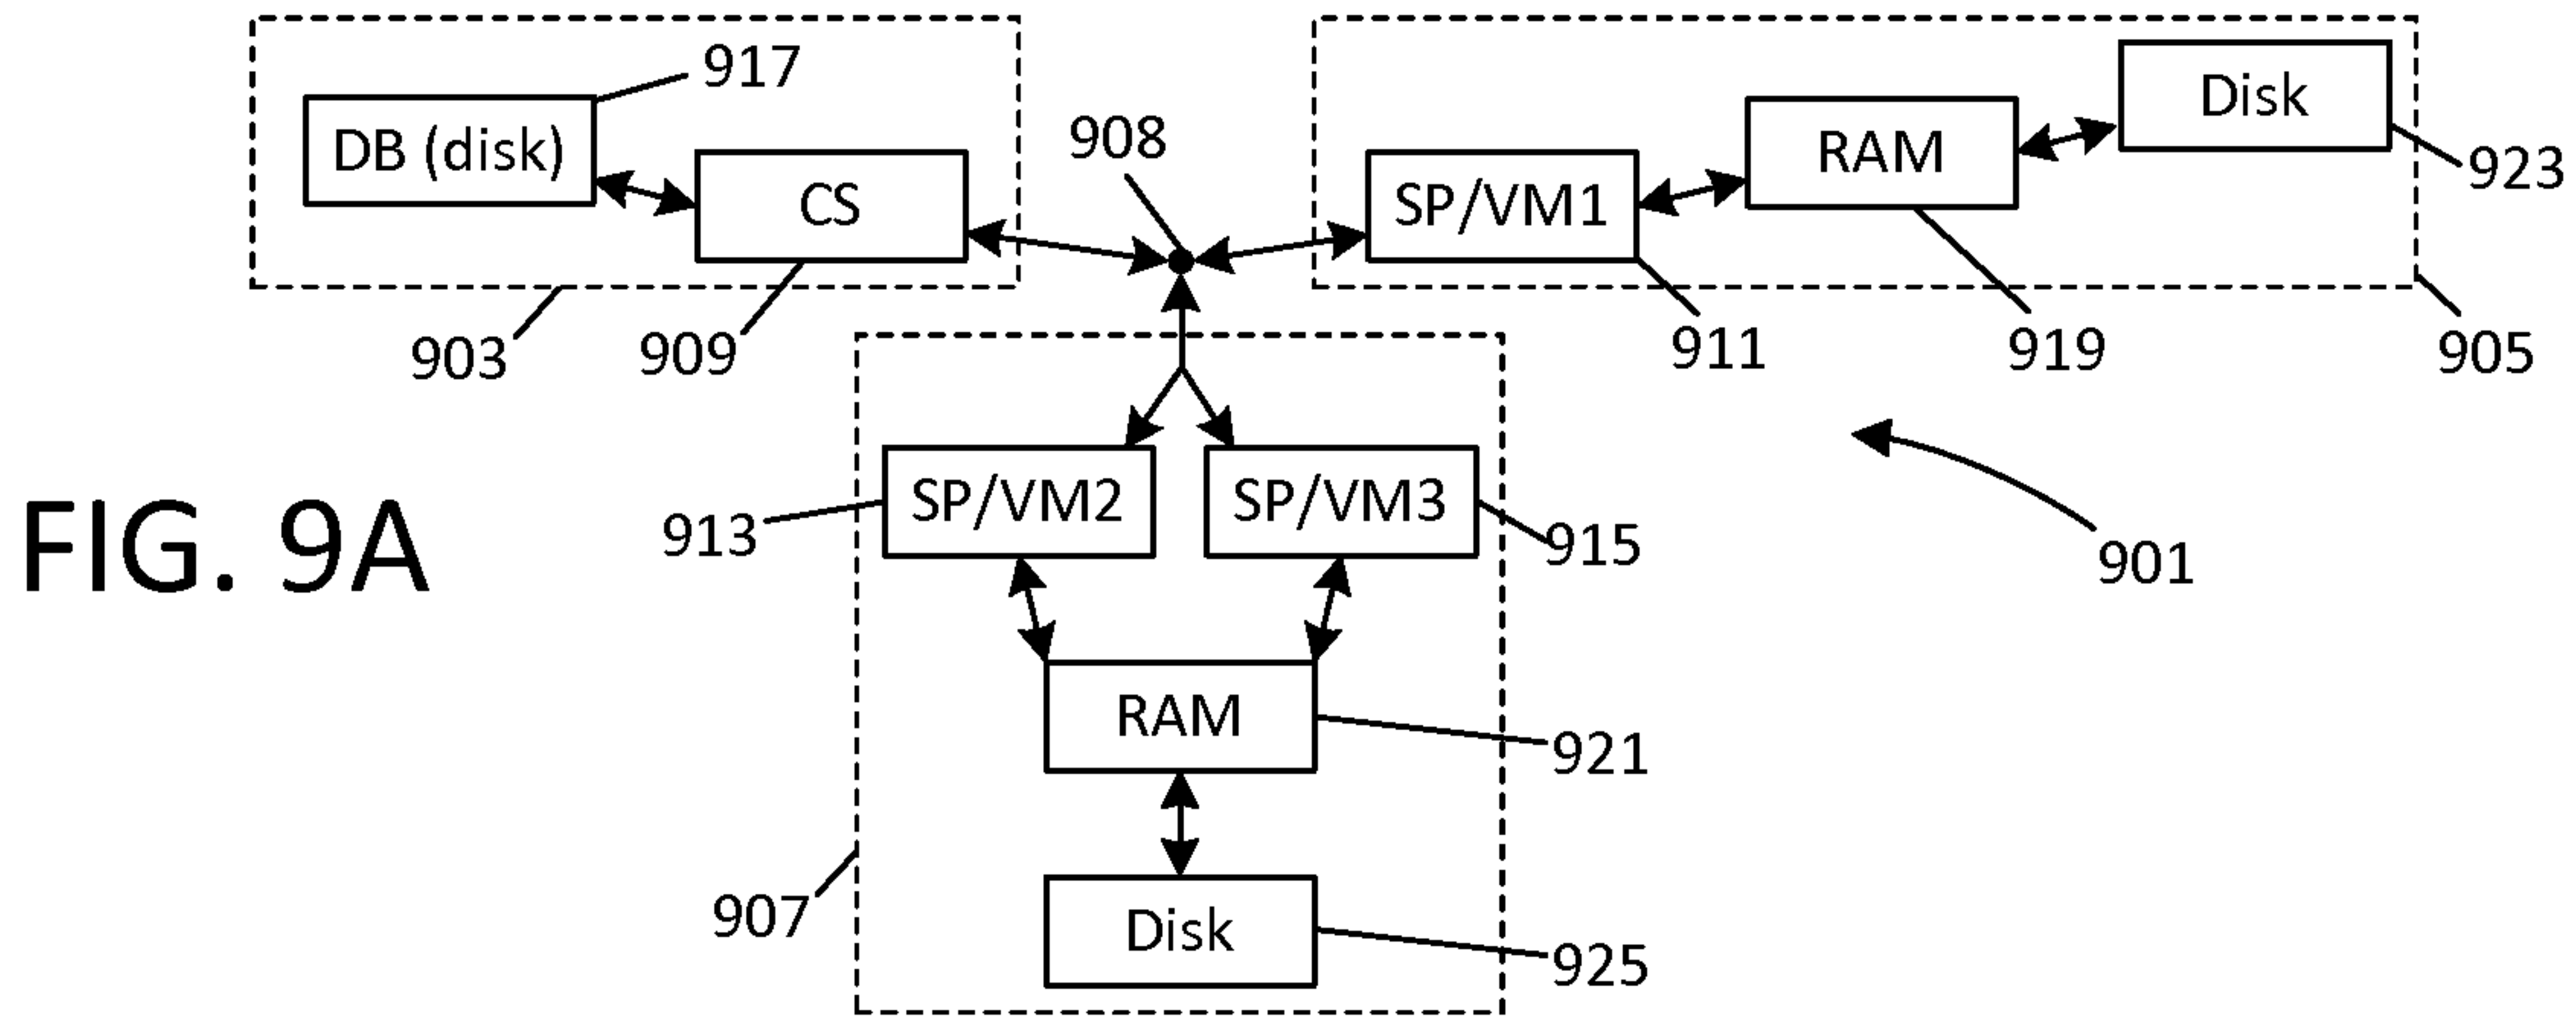 917
DB (disk)
CS
908
SP/VM1
RAM
Disk
923
903
909
911
919
905
FIG. 9A
913
SP/VM2
SP/VM3
915
901
RAM
921
907
Disk
925